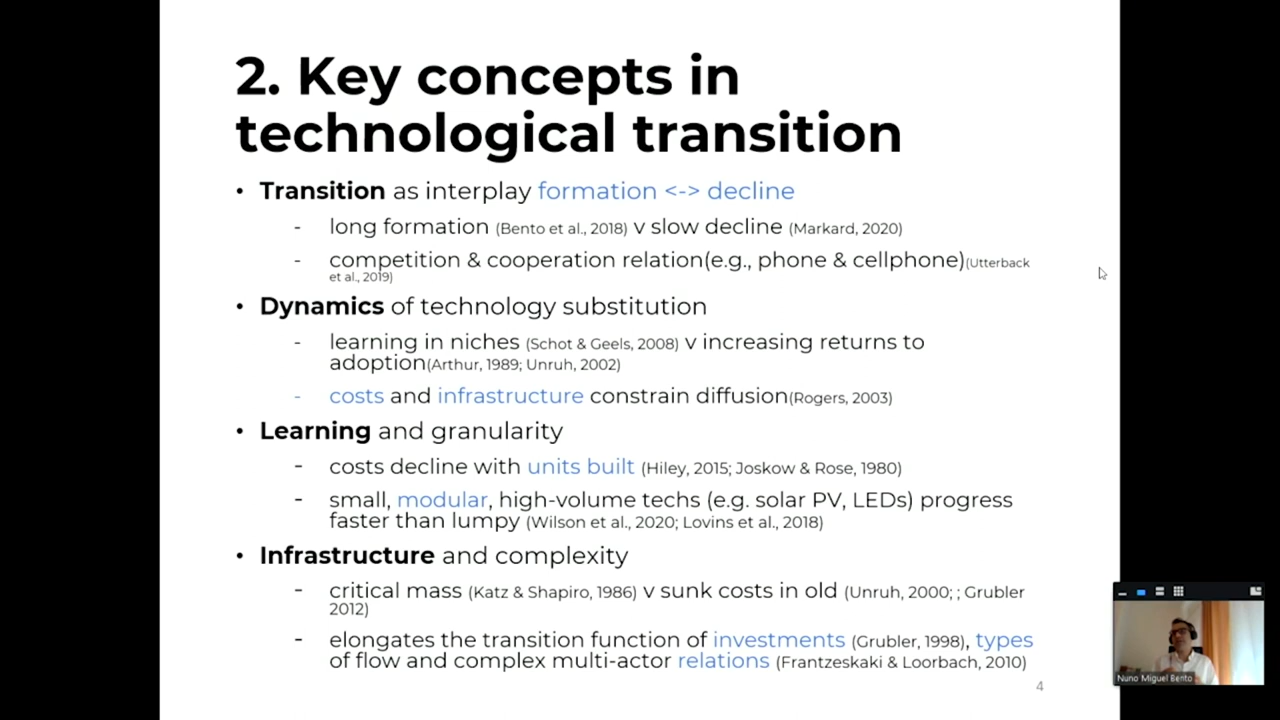 2. Key concepts in
technological transition
• Transition as interplay formation <-> decline
- long formation (Bento et al., 2018) v slow decline (Markard, 2020)
- competition & cooperation relation(e.g., phone & cellphone)(Utterback
et al., 2019)
• Dynamics of technology substitution
- learning in niches (Schot & Geels, 2008) v increasing returns to
adoption(Arthur, 1989; Unruh, 2002)
- costs and infrastructure constrain diffusion(Rogers, 2003)
• Learning and granularity
- costs decline with units built (Hiley, 2015; Joskow & Rose, 1980)
- small, modular, high-volume techs (e.g. solar PV, LEDs) progress
faster than lumpy (Wilson et al., 2020; Lovins et al., 2018)
• Infrastructure and complexity
- critical mass (Katz & Shapiro, 1986) v sunk costs in old (Unruh, 2000; ; Grubler
2012)
- elongates the transition function of investments (Grubler, 1998), types
of flow and complex multi-actor relations (Frantzeskaki & Loorbach, 2010)
4
Nuno Miguel Bento